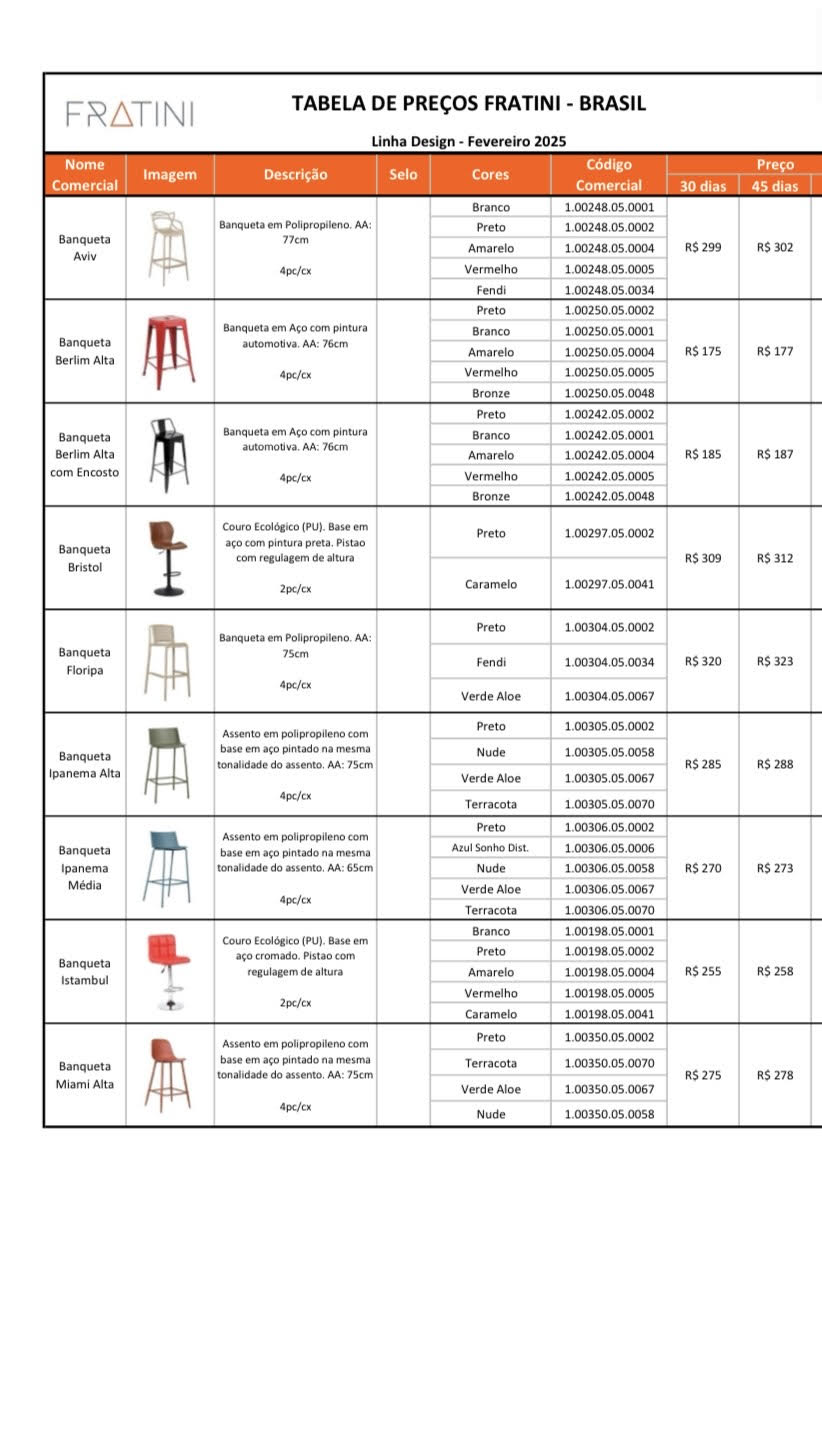 FRATINI
TABELA DE PREÇOS FRATINI - BRASIL
Linha Design - Fevereiro 2025
Nome Comercial
Imagem
Descrição
Selo
Cores
Código Comercial
Preço
30 dias
45 dias
Banqueta
Aviv
Banqueta em Polipropileno. AA:
77cm
4pc/cx
Branco 1.00248.05.0001
Preto 1.00248.05.0002
Amarelo 1.00248.05.0004
Vermelho 1.00248.05.0005
Fendi 1.00248.05.0034
R$ 299 R$ 302
Banqueta
Berlim Alta
Banqueta em Aço com pintura
automotiva. AA: 76cm
4pc/cx
Preto 1.00250.05.0002
Branco 1.00250.05.0001
Amarelo 1.00250.05.0004
Vermelho 1.00250.05.0005
Bronze 1.00250.05.0048
R$ 175 R$ 177
Banqueta
Berlim Alta
com Encosto
Banqueta em Aço com pintura
automotiva. AA: 76cm
4pc/cx
Preto 1.00242.05.0002
Branco 1.00242.05.0001
Amarelo 1.00242.05.0004
Vermelho 1.00242.05.0005
Bronze 1.00242.05.0048
R$ 185 R$ 187
Banqueta
Bristol
Couro Ecológico (PU). Base em
aço com pintura preta. Pistao
com regulagem de altura
2pc/cx
Preto 1.00297.05.0002
Caramelo 1.00297.05.0041
R$ 309 R$ 312
Banqueta
Floripa
Banqueta em Polipropileno. AA:
75cm
4pc/cx
Preto 1.00304.05.0002
Fendi 1.00304.05.0034
Verde Aloe 1.00304.05.0067
R$ 320 R$ 323
Banqueta
Ipanema Alta
Assento em polipropileno com
base em aço pintado na mesma
tonalidade do assento. AA: 75cm
4pc/cx
Preto 1.00305.05.0002
Nude 1.00305.05.0058
Verde Aloe 1.00305.05.0067
Terracota 1.00305.05.0070
R$ 285 R$ 288
Banqueta
Ipanema
Média
Assento em polipropileno com
base em aço pintado na mesma
tonalidade do assento. AA: 65cm
4pc/cx
Preto 1.00306.05.0002
Azul Sonho Dist. 1.00306.05.0006
Nude 1.00306.05.0058
Verde Aloe 1.00306.05.0067
Terracota 1.00306.05.0070
R$ 270 R$ 273
Banqueta
Istambul
Couro Ecológico (PU). Base em
aço cromado. Pistao com
regulagem de altura
2pc/cx
Branco 1.00198.05.0001
Preto 1.00198.05.0002
Amarelo 1.00198.05.0004
Vermelho 1.00198.05.0005
Caramelo 1.00198.05.0041
R$ 255 R$ 258
Banqueta
Miami Alta
Assento em polipropileno com
base em aço pintado na mesma
tonalidade do assento. AA: 75cm
4pc/cx
Preto 1.00350.05.0002
Terracota 1.00350.05.0070
Verde Aloe 1.00350.05.0067
Nude 1.00350.05.0058
R$ 275 R$ 278